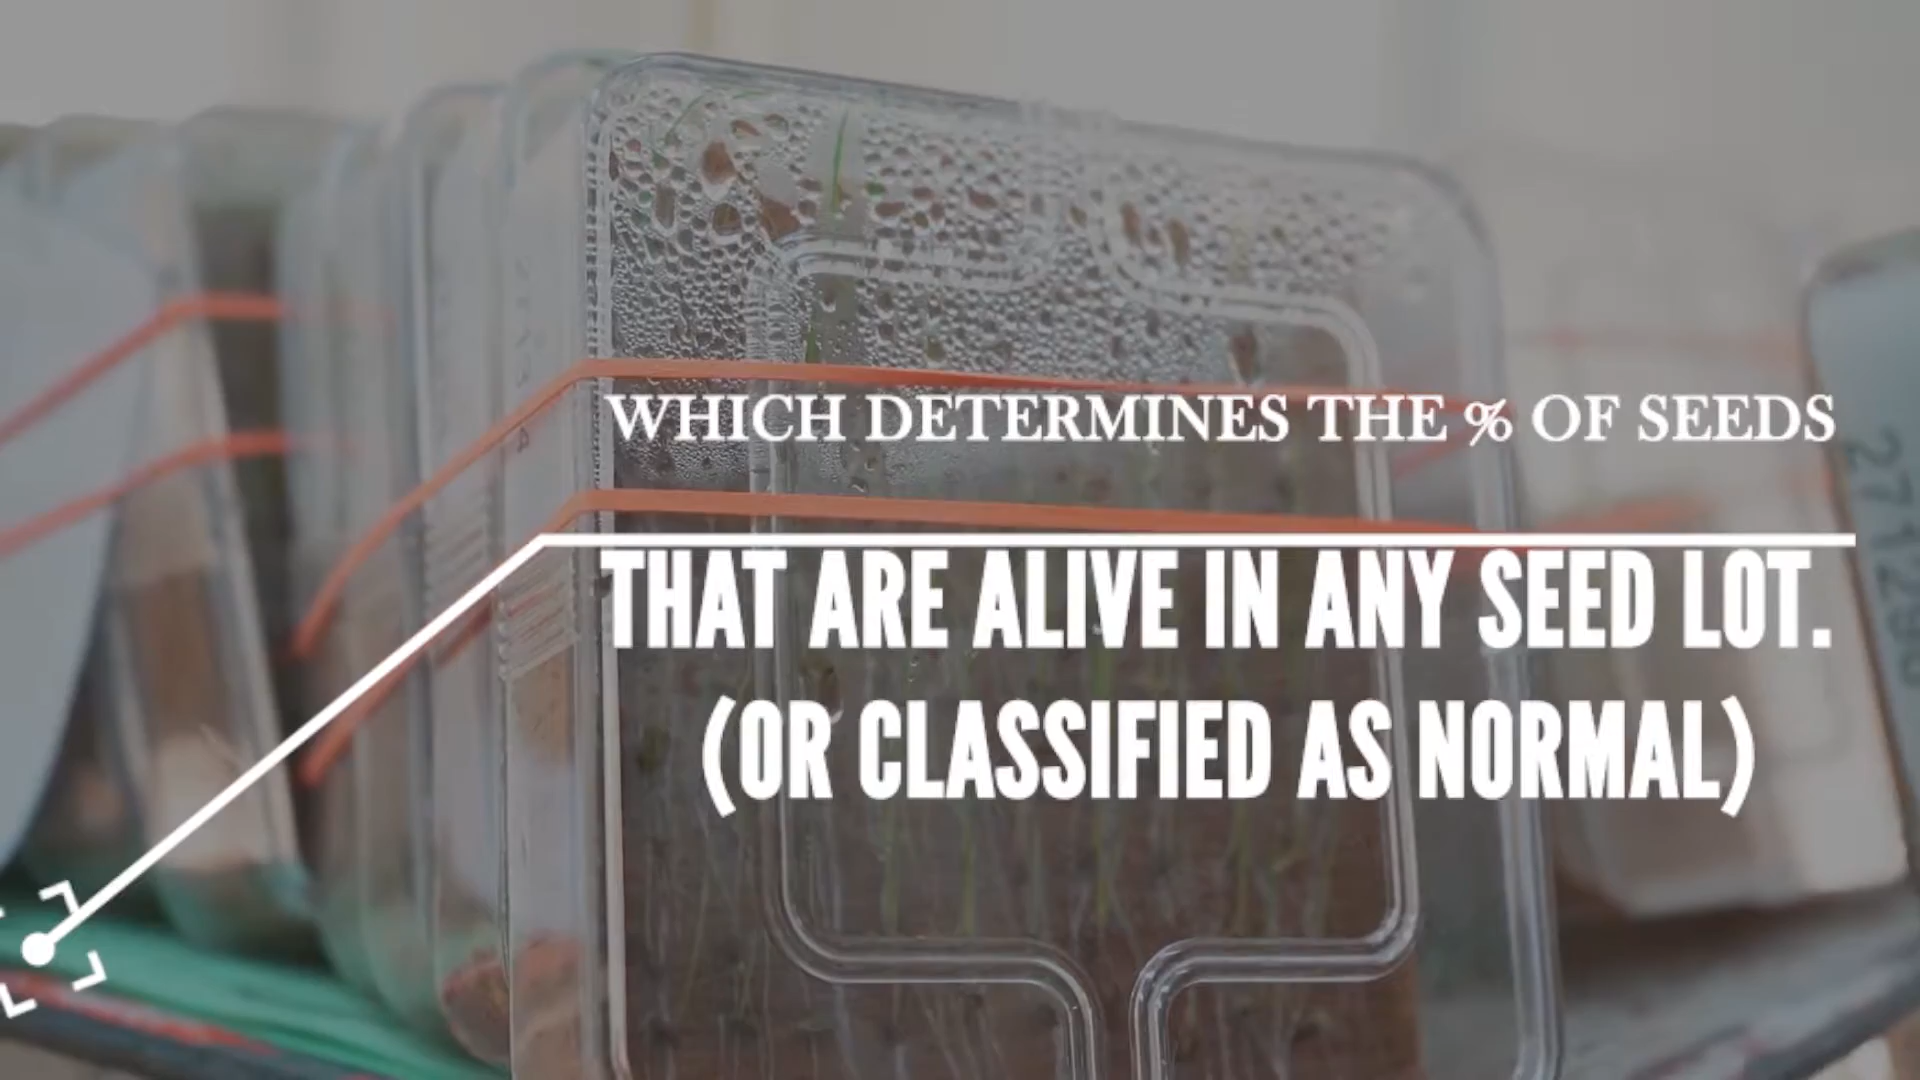 WHICH DETERMINES THE % OF SEEDS
THAT ARE ALIVE IN ANY SEED LOT.
(OR CLASSIFIED AS NORMAL)